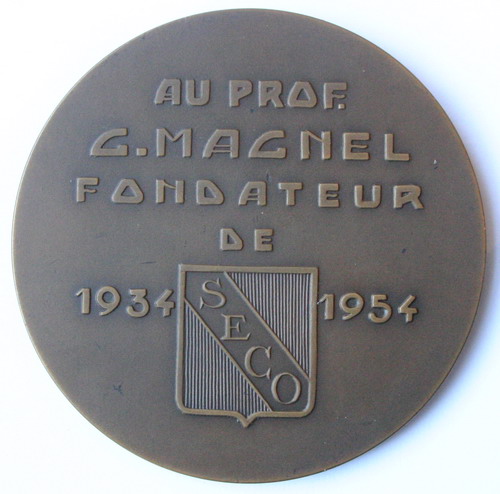 AU PROF.
G. MAGNEL
FONDATEUR
DE
1934 SECO 1954